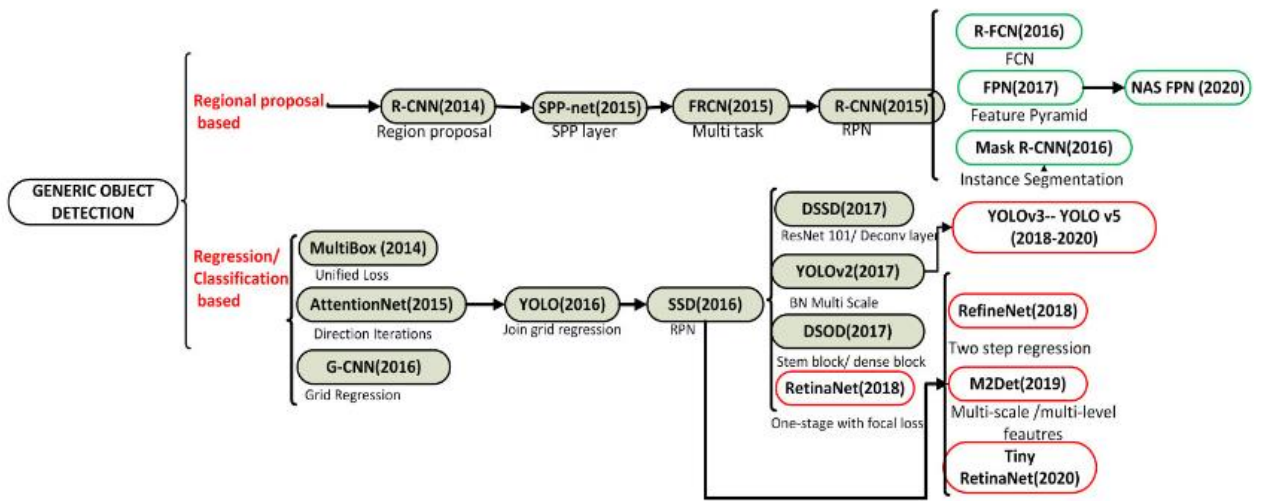 GENERIC OBJECT
DETECTION
Regional proposal
based
R-CNN(2014)
Region proposal
SPP-net(2015)
SPP layer
FRCN(2015)
Multi task
R-CNN(2015)
RPN
R-FCN(2016)
FCN
FPN(2017)
Feature Pyramid
NAS FPN (2020)
Mask R-CNN(2016)
Instance Segmentation
Regression/
Classification
based
MultiBox (2014)
Unified Loss
AttentionNet(2015)
Direction Iterations
G-CNN(2016)
Grid Regression
YOLO(2016)
Join grid regression
SSD(2016)
RPN
DSSD(2017)
ResNet 101/ Deconv layer
YOLOv2(2017)
BN Multi Scale
DSOD(2017)
Stem block/ dense block
RetinaNet(2018)
One-stage with focal loss
YOLOv3-- YOLO v5
(2018-2020)
RefineNet(2018)
Two step regression
M2Det(2019)
Multi-scale /multi-level
feautres
Tiny
RetinaNet(2020)